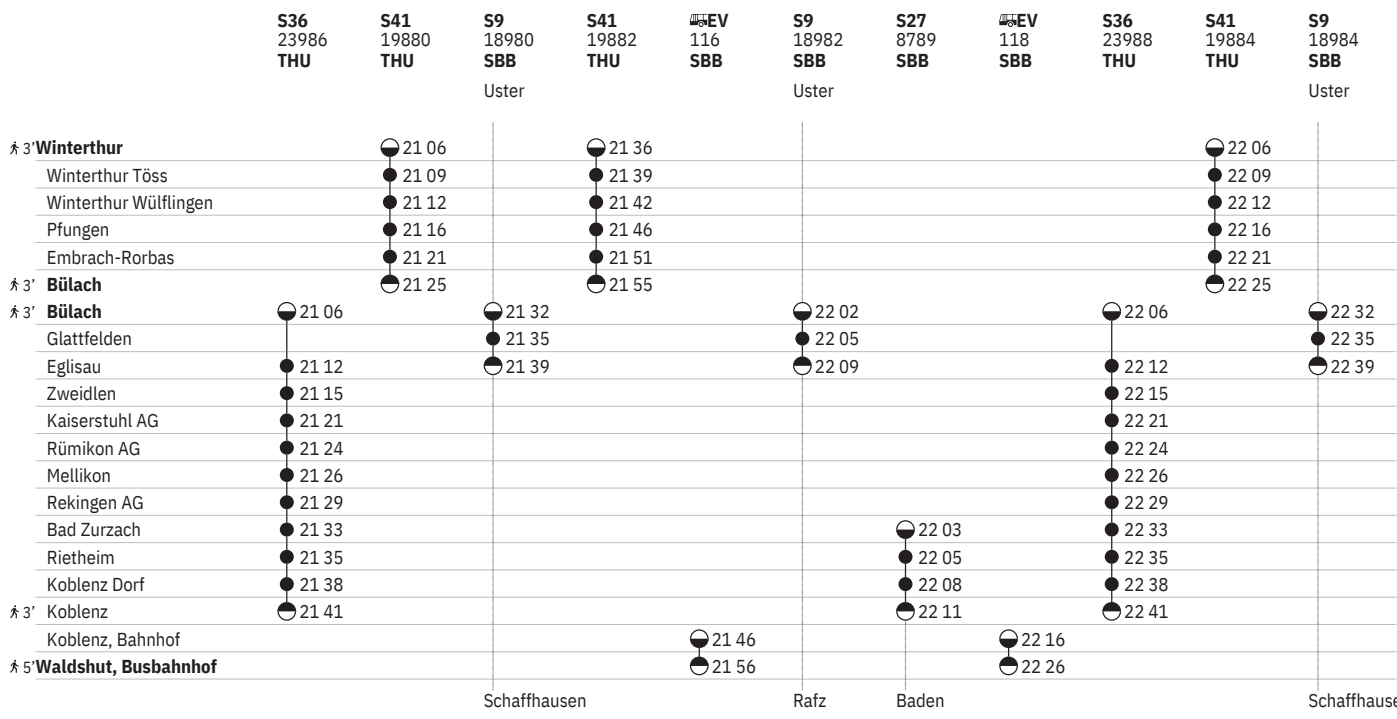 S36 S41 S9 S41 EV S9 S27 EV S36 S41 S9
23986 19880 18980 19882 116 18982 8789 118 23988 19884 18984
THU THU SBB THU SBB SBB SBB SBB THU THU SBB
Uster Uster Uster
3' Winterthur 21 06 21 36 22 06
Winterthur Töss 21 09 21 39 22 09
Winterthur Wülflingen 21 12 21 42 22 12
Pfungen 21 16 21 46 22 16
Embrach-Rorbas 21 21 21 51 22 21
3' Bülach 21 25 21 55 22 25
3' Bülach 21 06 21 32 22 02 22 06 22 32
Glattfelden 21 35 22 05 22 35
Eglisau 21 12 21 39 22 09 22 12 22 39
Zweidlen 21 15 22 15
Kaiserstuhl AG 21 21 22 21
Rümikon AG 21 24 22 24
Mellikon 21 26 22 26
Rekingen AG 21 29 22 29
Bad Zurzach 21 33 22 03 22 33
Rietheim 21 35 22 05 22 35
Koblenz Dorf 21 38 22 08 22 38
3' Koblenz 21 41 22 11 22 41
Koblenz, Bahnhof 21 46 22 16
5' Waldshut, Busbahnhof 21 56 22 26
Schaffhausen Rafz Baden Schaffhause